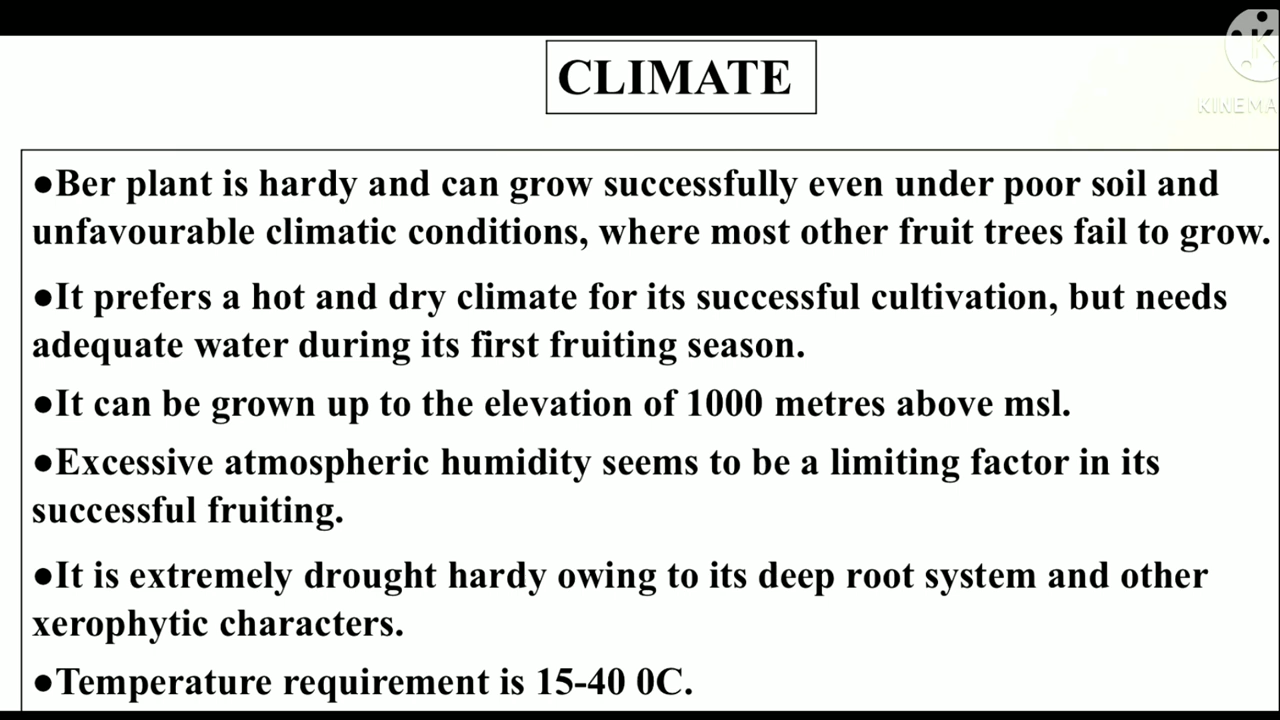 CLIMATE
KINEMA
●Ber plant is hardy and can grow successfully even under poor soil and
unfavourable climatic conditions, where most other fruit trees fail to grow.
●It prefers a hot and dry climate for its successful cultivation, but needs
adequate water during its first fruiting season.
●It can be grown up to the elevation of 1000 metres above msl.
●Excessive atmospheric humidity seems to be a limiting factor in its
successful fruiting.
●It is extremely drought hardy owing to its deep root system and other
xerophytic characters.
●Temperature requirement is 15-40 0C.